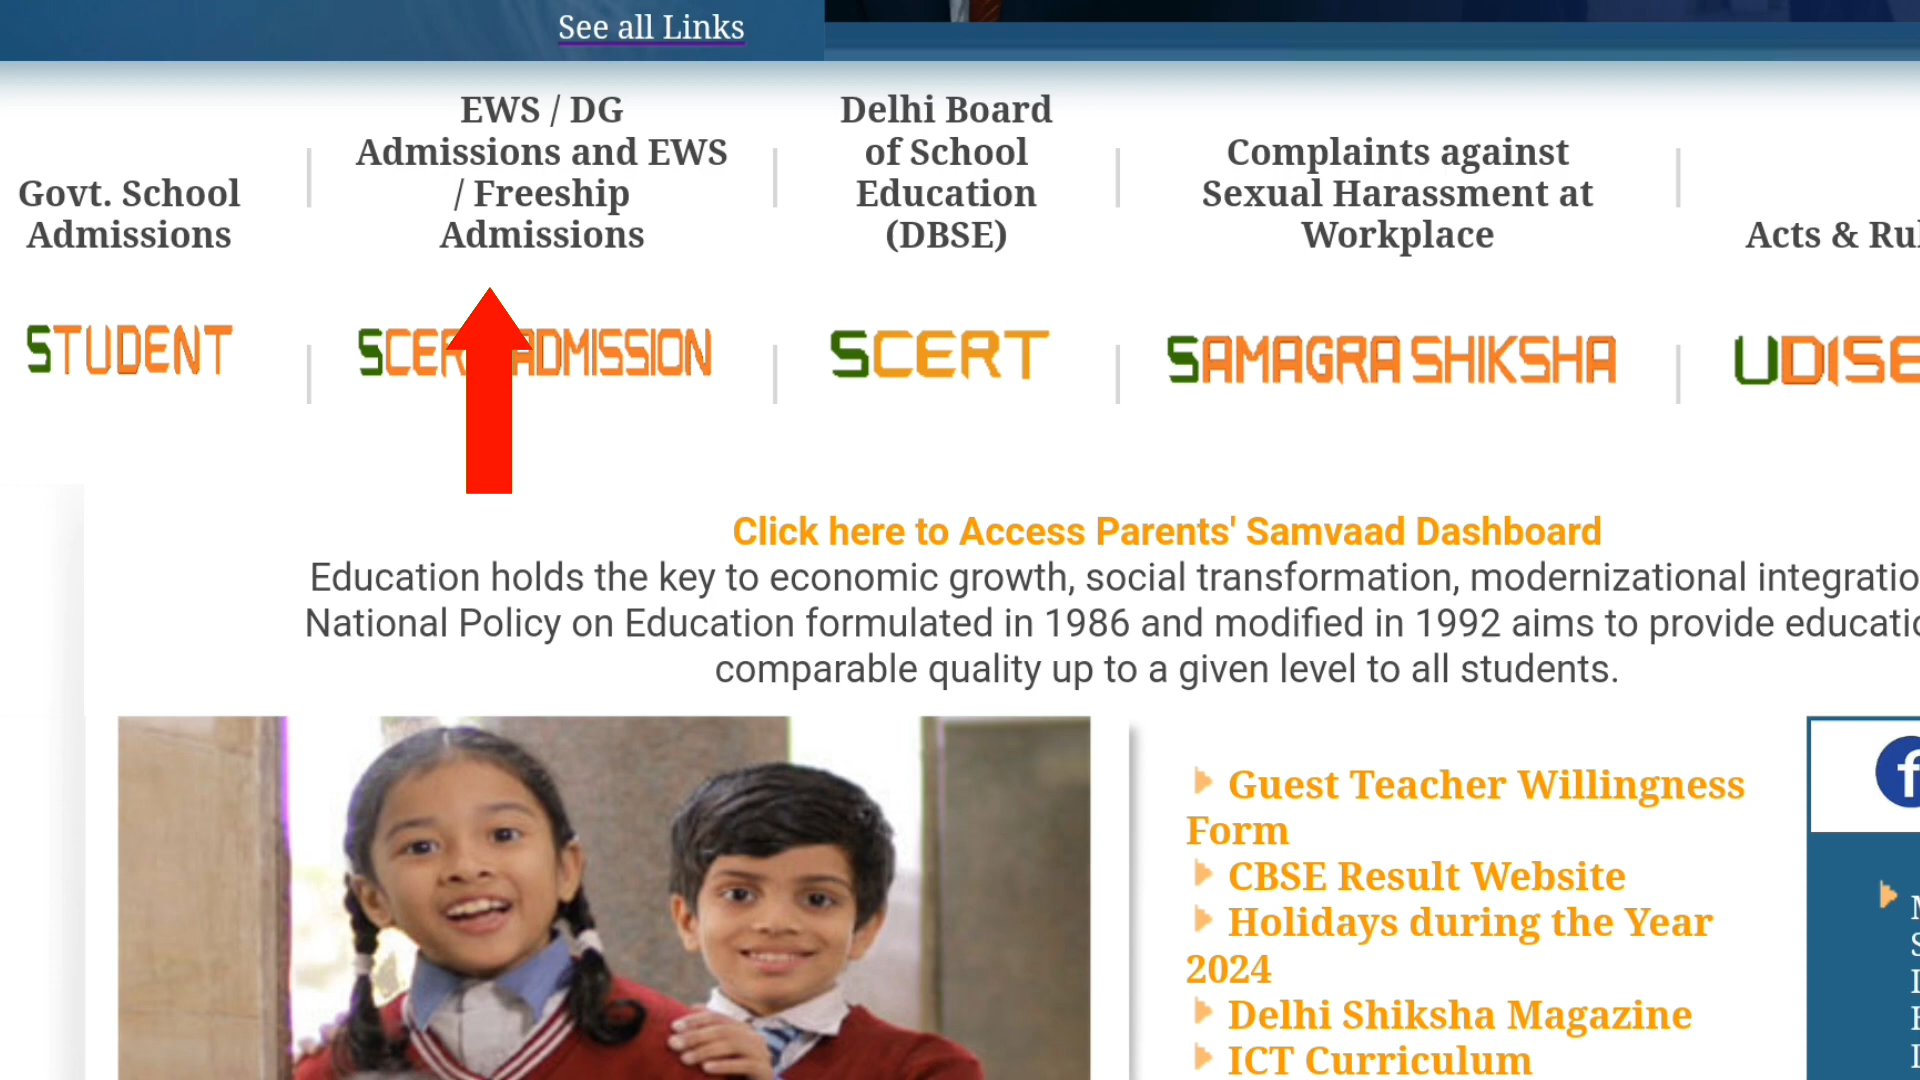 See all Links
Govt. School
Admissions
EWS / DG
Admissions and EWS
/ Freeship
Admissions
Delhi Board
of School
Education
(DBSE)
Complaints against
Sexual Harassment at
Workplace
Acts & Rul
STUDENT
ADMISSION
SCERT
SAMAGRA SHIKSHA
UDISE
Click here to Access Parents' Samvaad Dashboard
Education holds the key to economic growth, social transformation, modernizational integratio
National Policy on Education formulated in 1986 and modified in 1992 aims to provide educatio
comparable quality up to a given level to all students.
Guest Teacher Willingness
Form
CBSE Result Website
Holidays during the Year
2024
Delhi Shiksha Magazine
ICT Curriculum
f